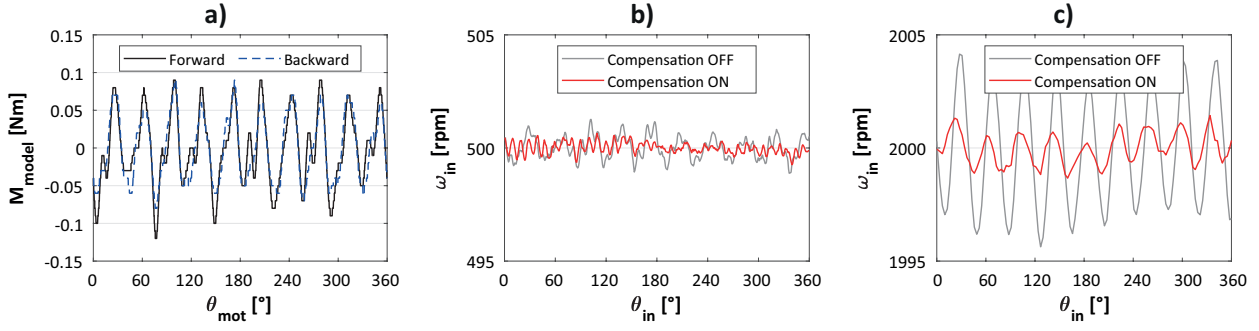 a)
M_model [Nm]
0.15
0.1
0.05
0
-0.05
-0.1
-0.15
Forward
Backward
0 60 120 180 240 300 360
θ_mot [°]
b)
ω_in [rpm]
505
500
495
Compensation OFF
Compensation ON
0 60 120 180 240 300 360
θ_in [°]
c)
ω_in [rpm]
2005
2000
1995
Compensation OFF
Compensation ON
0 60 120 180 240 300 360
θ_in [°]